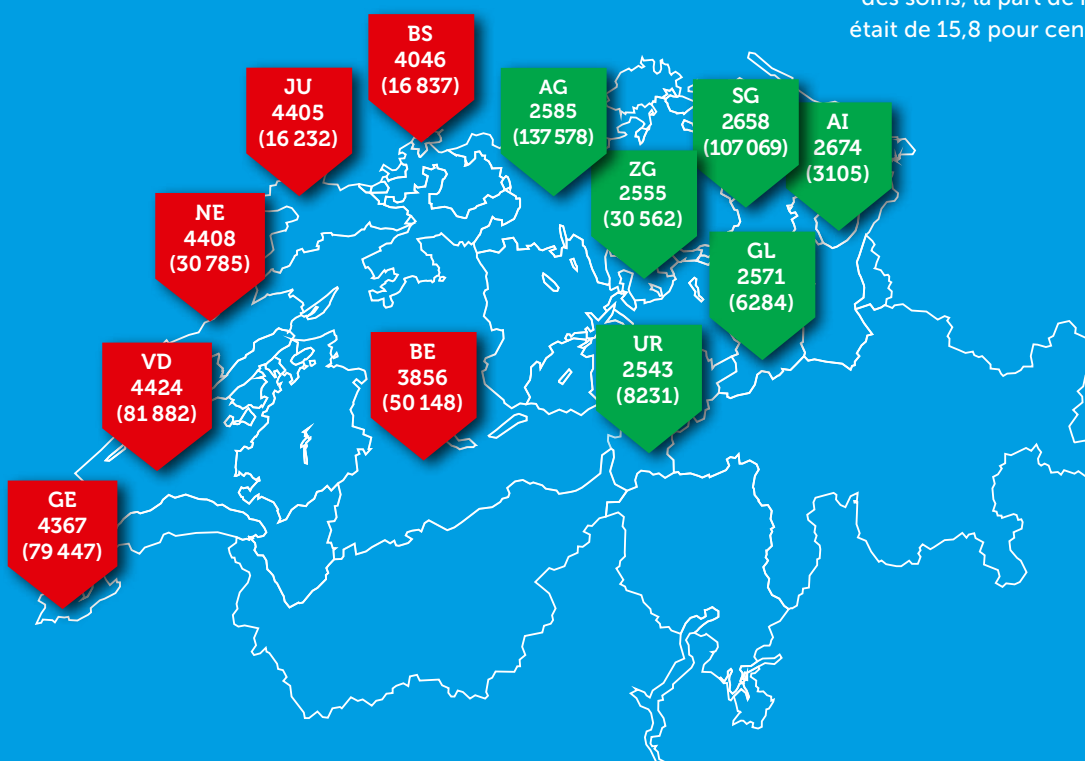 des soins, la part de
était de 15,8 pour cen
BS
4046
(16 837)
JU
4405
(16 232)
AG
2585
(137 578)
SG
2658
(107 069)
AI
2674
(3105)
ZG
2555
(30 562)
NE
4408
(30 785)
GL
2571
(6284)
VD
4424
(81 882)
BE
3856
(50 148)
UR
2543
(8231)
GE
4367
(79 447)